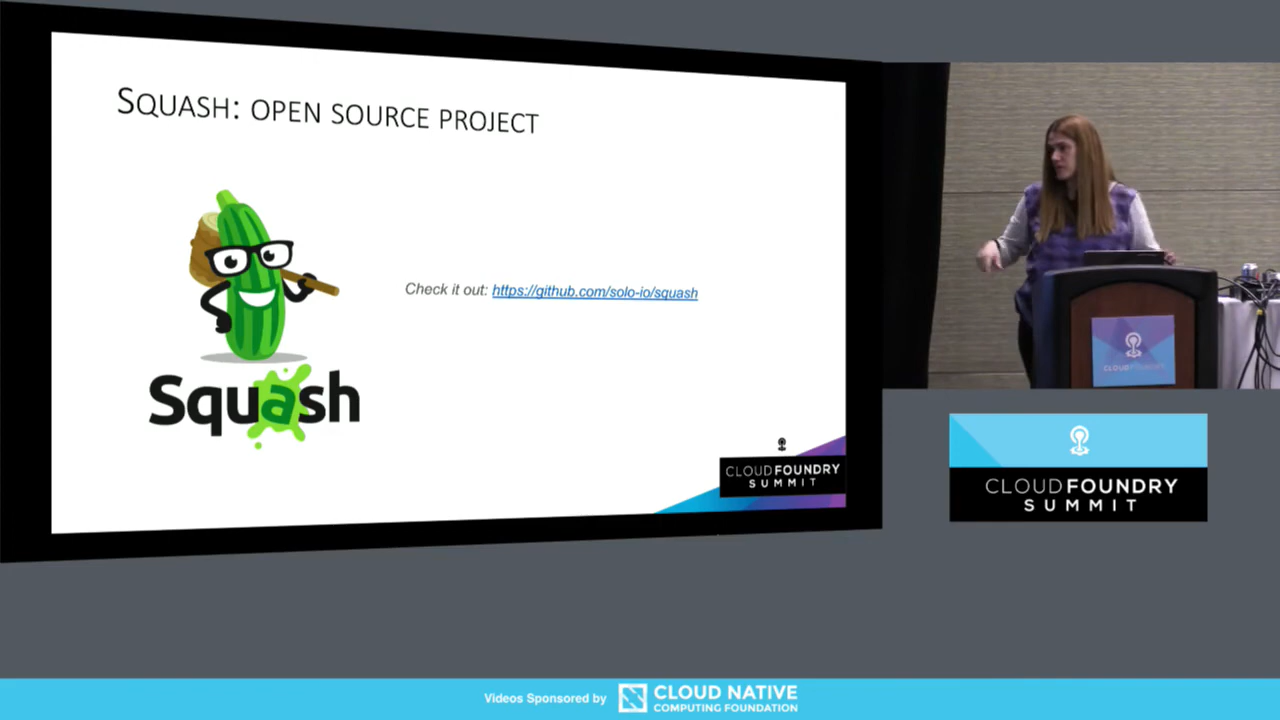 SQUASH: OPEN SOURCE PROJECT
Check it out: https://github.com/solo-io/squash
Squash
CLOUDFOUNDRY
SUMMIT
CLOUDFOUNDRY
CLOUDFOUNDRY
SUMMIT
Videos Sponsored by
CLOUD NATIVE
COMPUTING FOUNDATION